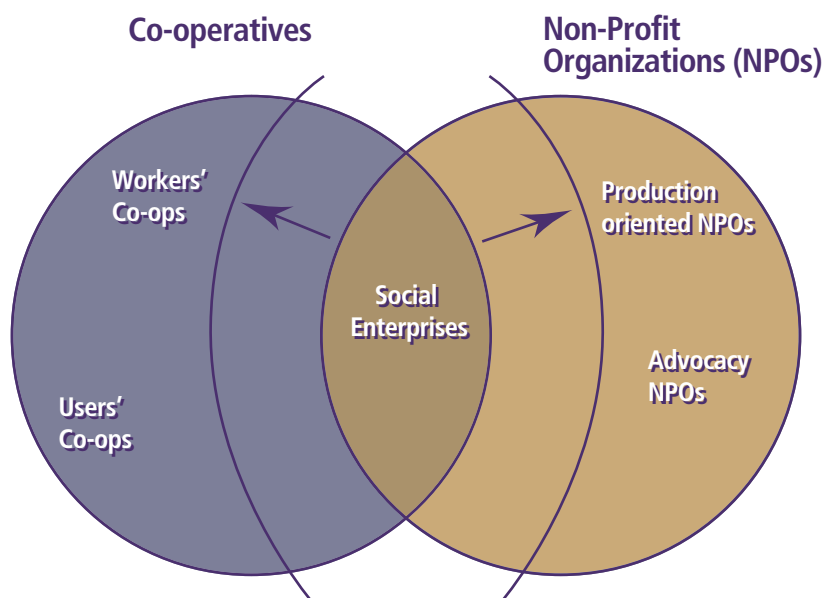 Co-operatives
Non-Profit
Organizations (NPOs)
Workers'
Co-ops
Production
oriented NPOs
Social
Enterprises
Advocacy
NPOs
Users'
Co-ops